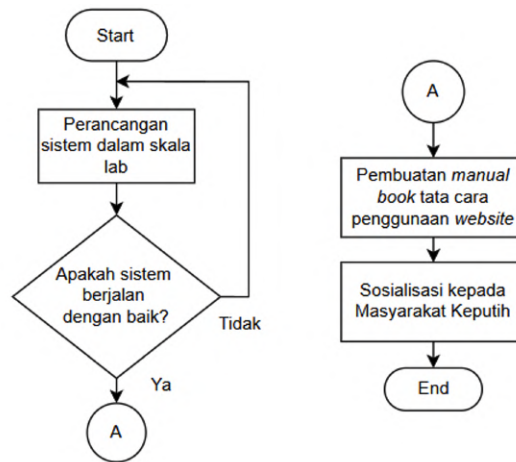 Start
Perancangan
sistem dalam skala
lab
Apakah sistem
berjalan
dengan baik?
Tidak
Ya
A
A
Pembuatan manual
book tata cara
penggunaan website
Sosialisasi kepada
Masyarakat Keputih
End